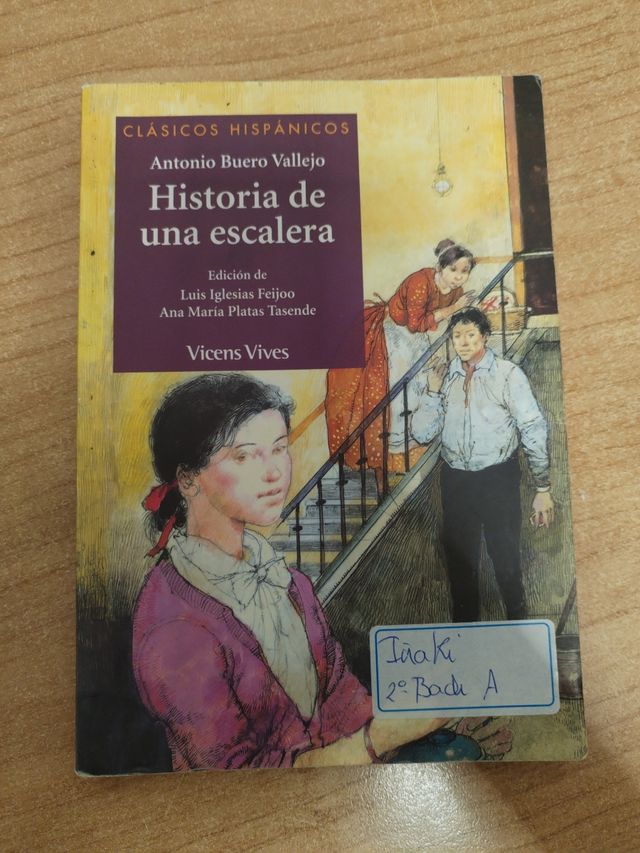 CLÁSICOS HISPÁNICOS
Antonio Buero Vallejo
Historia de
una escalera
Edición de
Luis Iglesias Feijoo
Ana María Platas Tasende
Vicens Vives
Iñaki
2º Bach A